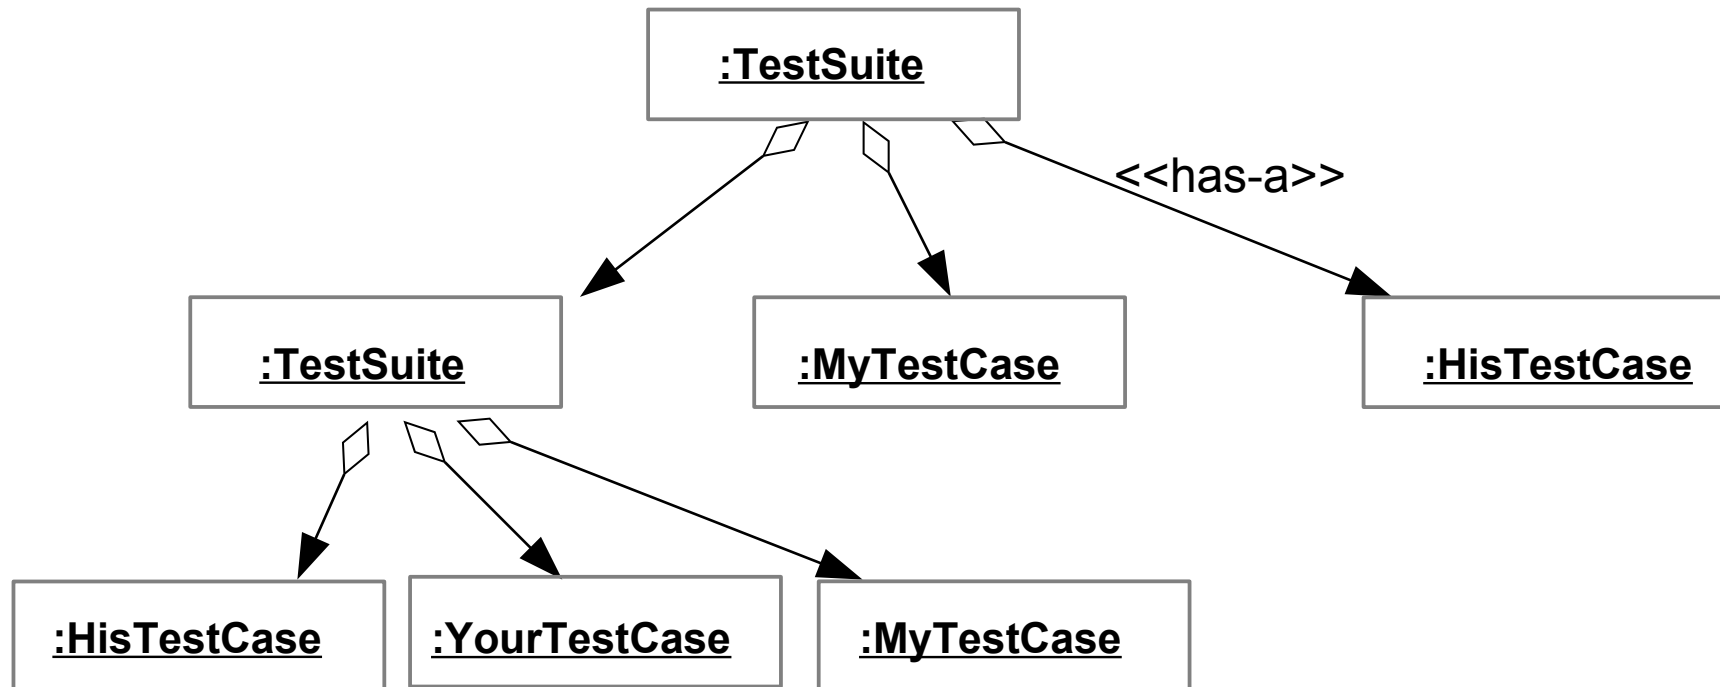 :TestSuite
<<has-a>>
:TestSuite
:MyTestCase
:HisTestCase
:HisTestCase
:YourTestCase
:MyTestCase